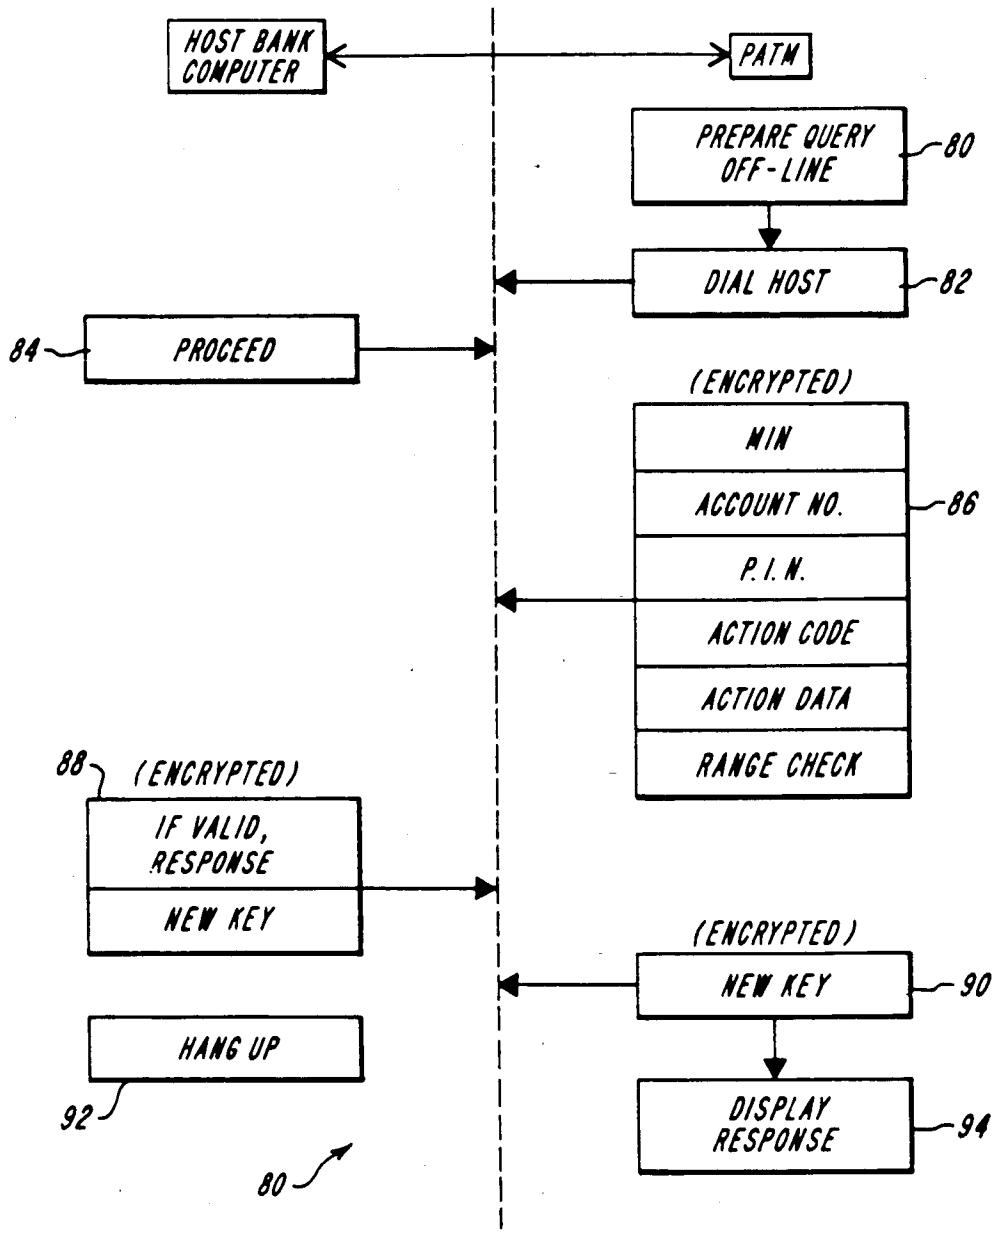 HOST BANK
COMPUTER
PATM
PREPARE QUERY
OFF-LINE
80
DIAL HOST
82
84
PROCEED
(ENCRYPTED)
MIN
ACCOUNT NO.
86
P.I.N.
ACTION CODE
ACTION DATA
RANGE CHECK
88
(ENCRYPTED)
IF VALID,
RESPONSE
NEW KEY
(ENCRYPTED)
NEW KEY
90
HANG UP
92
DISPLAY
RESPONSE
94
80